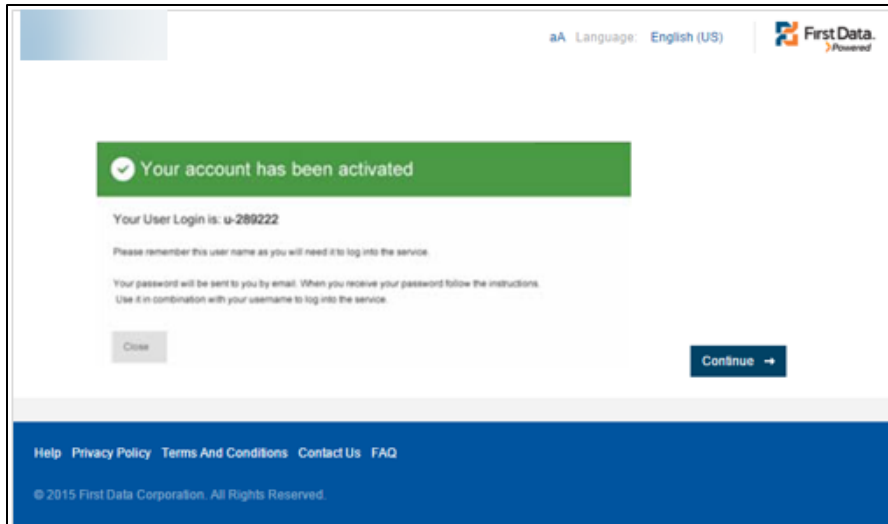 aA Language: English (US)
First Data.
Powered
Your account has been activated
Your User Login is: u-289222
Please remember this user name as you will need it to log into the service.
Your password will be sent to you by email. When you receive your password follow the instructions.
Use it in combination with your username to log into the service.
Close
Continue →
Help Privacy Policy Terms And Conditions Contact Us FAQ
© 2015 First Data Corporation. All Rights Reserved.